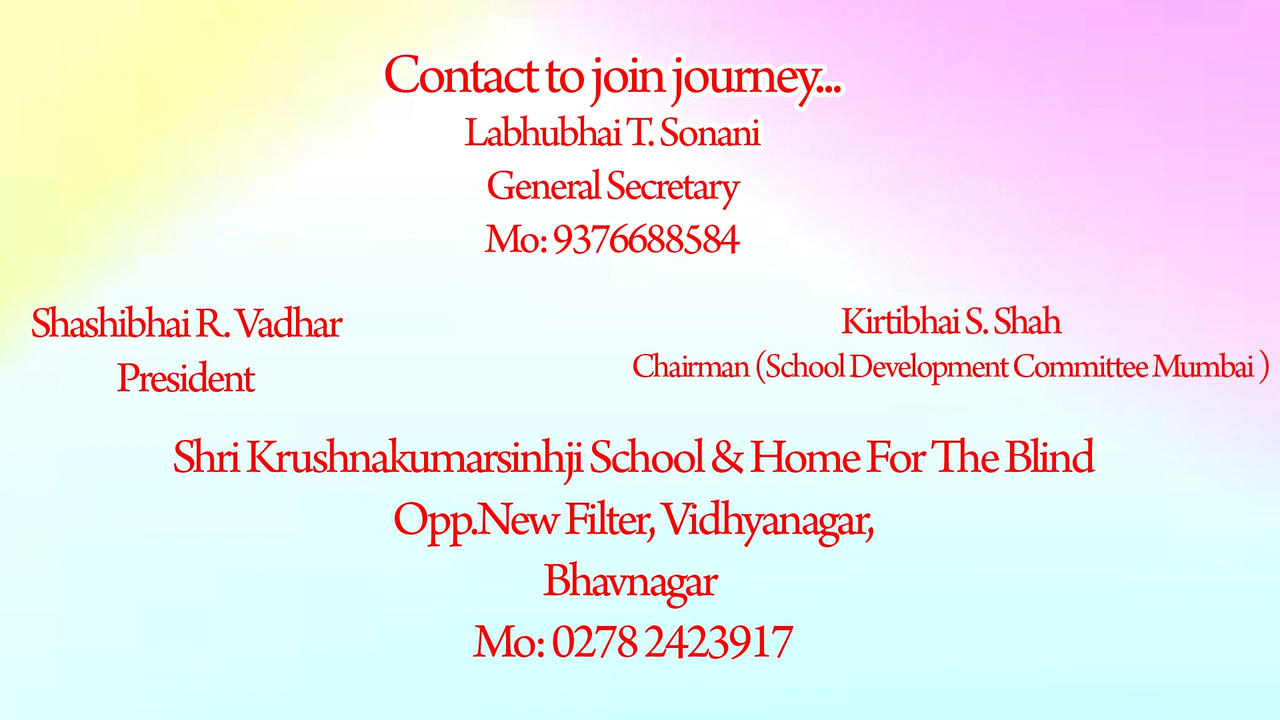 Contact to join journey...
Labhubhai T. Sonani
General Secretary
Mo: 9376688584
Shashibhai R. Vadhar
President
Kirtibhai S. Shah
Chairman (School Development Committee Mumbai )
Shri Krushnakumarsinhji School & Home For The Blind
Opp.New Filter, Vidhyanagar,
Bhavnagar
Mo: 0278 2423917